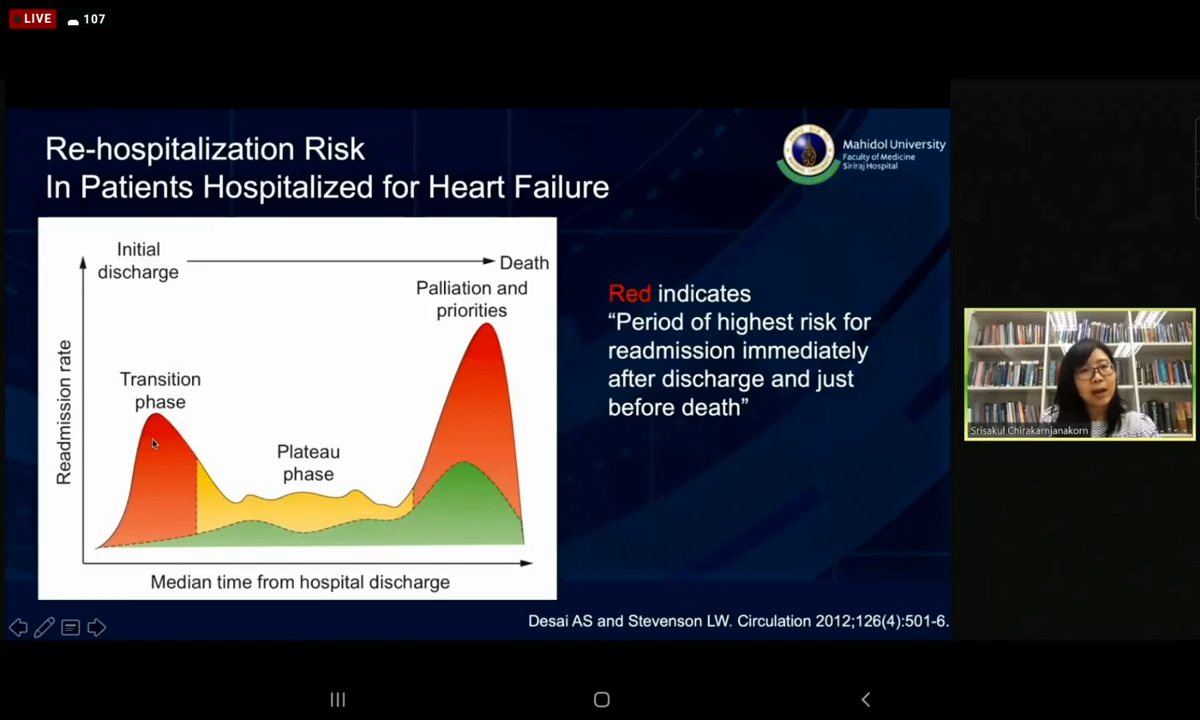 LIVE 107
Re-hospitalization Risk
In Patients Hospitalized for Heart Failure
Mahidol University
Faculty of Medicine
Siriraj Hospital
Initial
discharge
Death
Palliation and
priorities
Transition
phase
Plateau
phase
Readmission rate
Median time from hospital discharge
Red indicates
“Period of highest risk for
readmission immediately
after discharge and just
before death”
Srisakul Chirakarnjanakorn
Desai AS and Stevenson LW. Circulation 2012;126(4):501-6.